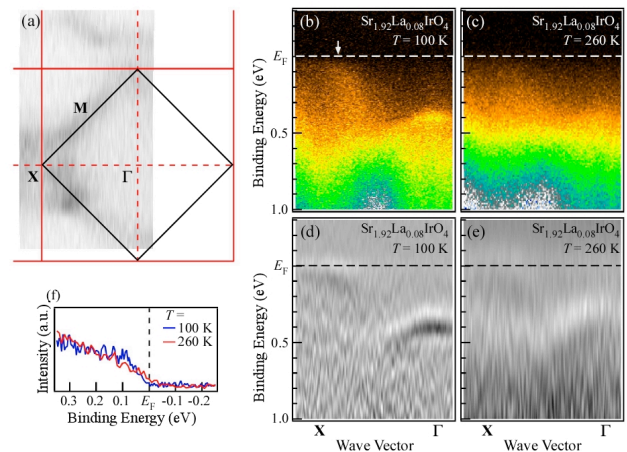 (a)
M
X
Γ
(b)
Sr1.92La0.08IrO4
T = 100 K
EF
0.5
1.0
Binding Energy (eV)
(c)
Sr1.92La0.08IrO4
T = 260 K
(d)
Sr1.92La0.08IrO4
T = 100 K
EF
0.5
1.0
Binding Energy (eV)
X
Γ
Wave Vector
(e)
Sr1.92La0.08IrO4
T = 260 K
X
Γ
Wave Vector
(f)
T =
100 K
260 K
Intensity (a.u.)
0.3 0.2 0.1 EF -0.1 -0.2
Binding Energy (eV)